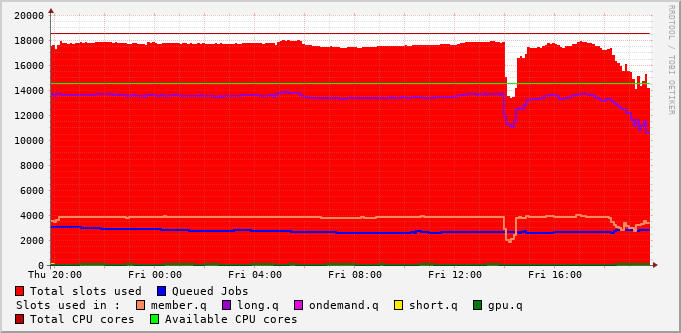 RRDTOOL / TOBI OETIKER
20000
18000
16000
14000
12000
10000
8000
6000
4000
2000
0
Thu 20:00 Fri 00:00 Fri 04:00 Fri 08:00 Fri 12:00 Fri 16:00
Total slots used Queued Jobs
Slots used in : member.q long.q ondemand.q short.q gpu.q
Total CPU cores Available CPU cores